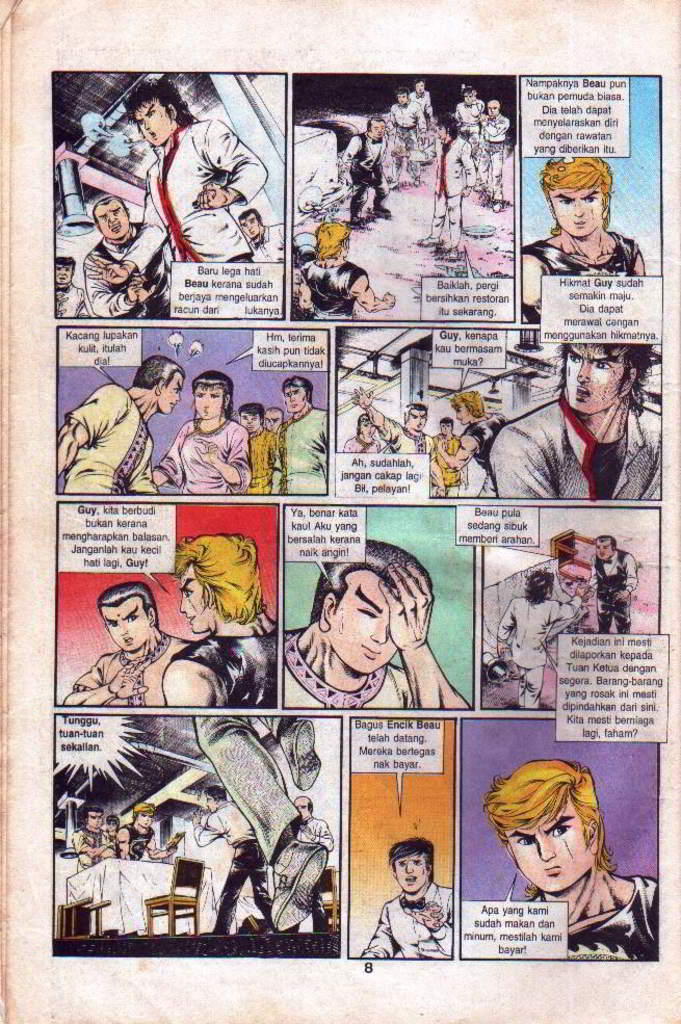 Baru lega hati
Beau kerana sudah
berjaya mengeluarkan
racun dari lukanya
Baiklah, pergi
bersihkan restoran
itu sekarang.
Nampaknya Beau pun
bukan pemuda biasa.
Dia telah dapat
menyelaraskan diri
dengan rawatan
yang diberikan itu.
Hikmat Guy sudah
semakin maju.
Dia dapat
merawat dengan
menggunakan hikmatnya.
Kacang lupakan
kulit, itulah
dia!
Hm, terima
kasih pun tidak
diucapkannya!
Guy, kenapa
kau bermasam
muka?
Ah, sudahlah,
jangan cakap lagi!
Bil, pelayan!
Guy, kita berbudi
bukan kerana
mengharapkan balasan.
Janganlah kau kecil
hati lagi, Guy!
Ya, benar kata
kau! Aku yang
bersalah kerana
naik angin!
Beau pula
sedang sibuk
memberi arahan.
Kejadian ini mesti
dilaporkan kepada
Tuan Ketua dengan
segera. Barang-barang
yang rosak ini mesti
dipindahkan dari sini.
Kita mesti berniaga
lagi, faham?
Tunggu,
tuan-tuan
sekalian.
Bagus Encik Beau
telah datang.
Mereka bertegas
nak bayar.
Apa yang kami
sudah makan dan
minum, mestilah kami
bayar!
8